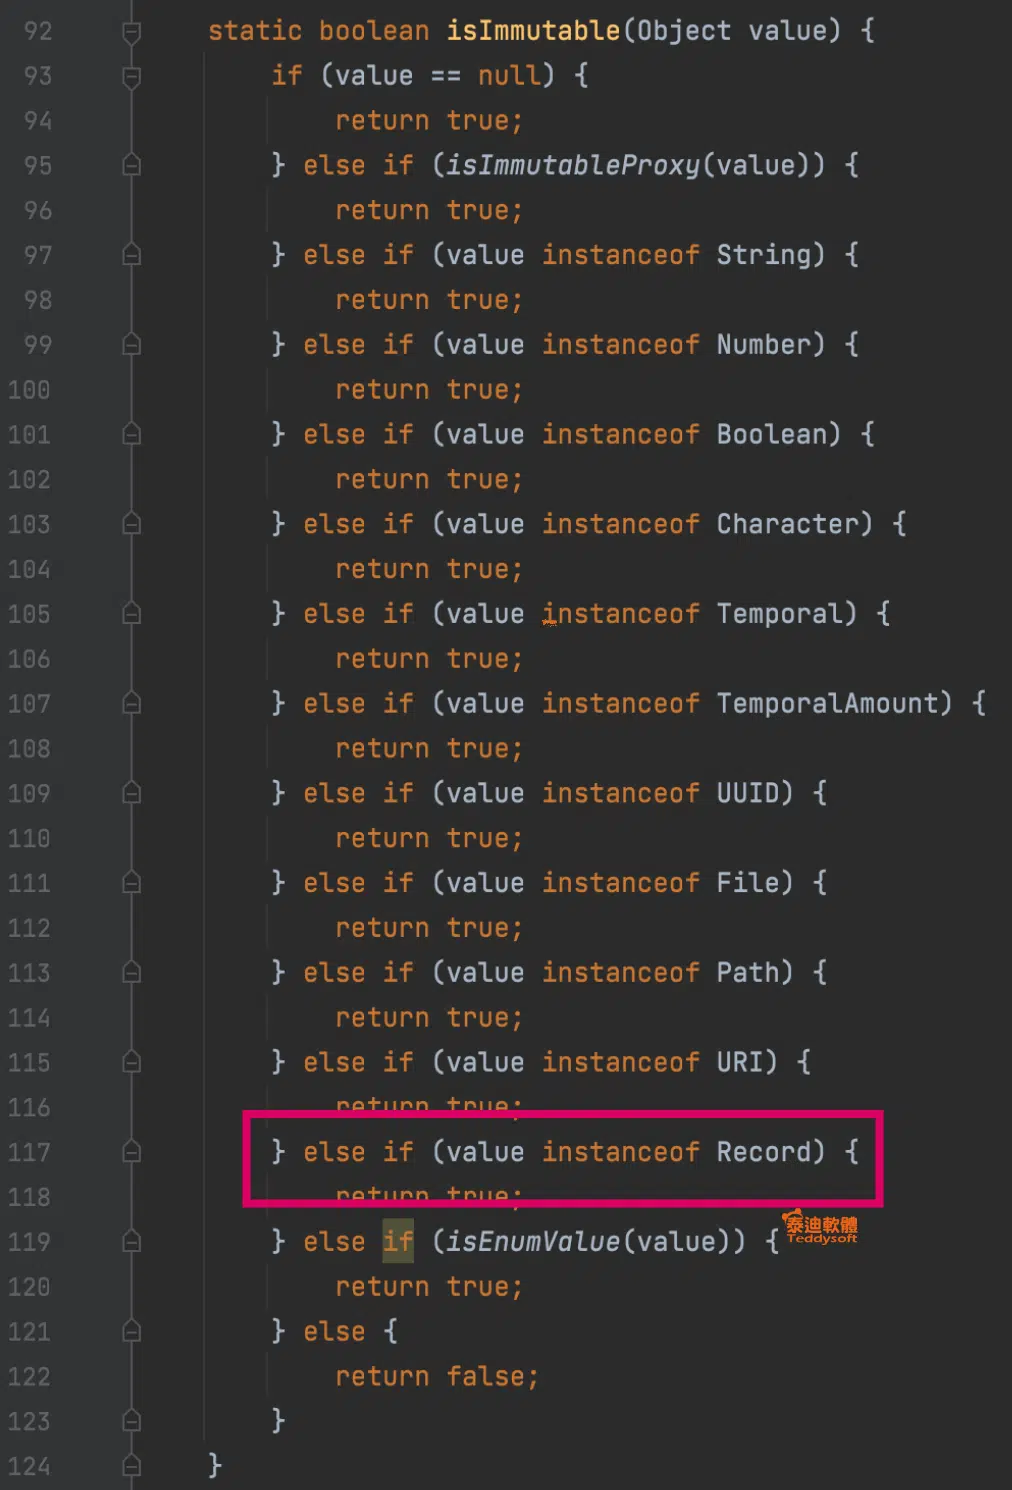 92 static boolean isImmutable(Object value) {
93 if (value == null) {
94 return true;
95 } else if (isImmutableProxy(value)) {
96 return true;
97 } else if (value instanceof String) {
98 return true;
99 } else if (value instanceof Number) {
100 return true;
101 } else if (value instanceof Boolean) {
102 return true;
103 } else if (value instanceof Character) {
104 return true;
105 } else if (value instanceof Temporal) {
106 return true;
107 } else if (value instanceof TemporalAmount) {
108 return true;
109 } else if (value instanceof UUID) {
110 return true;
111 } else if (value instanceof File) {
112 return true;
113 } else if (value instanceof Path) {
114 return true;
115 } else if (value instanceof URI) {
116 return true;
117 } else if (value instanceof Record) {
118 return true;
119 } else if (isEnumValue(value)) {
泰迪軟體
Teddysoft
120 return true;
121 } else {
122 return false;
123 }
124 }